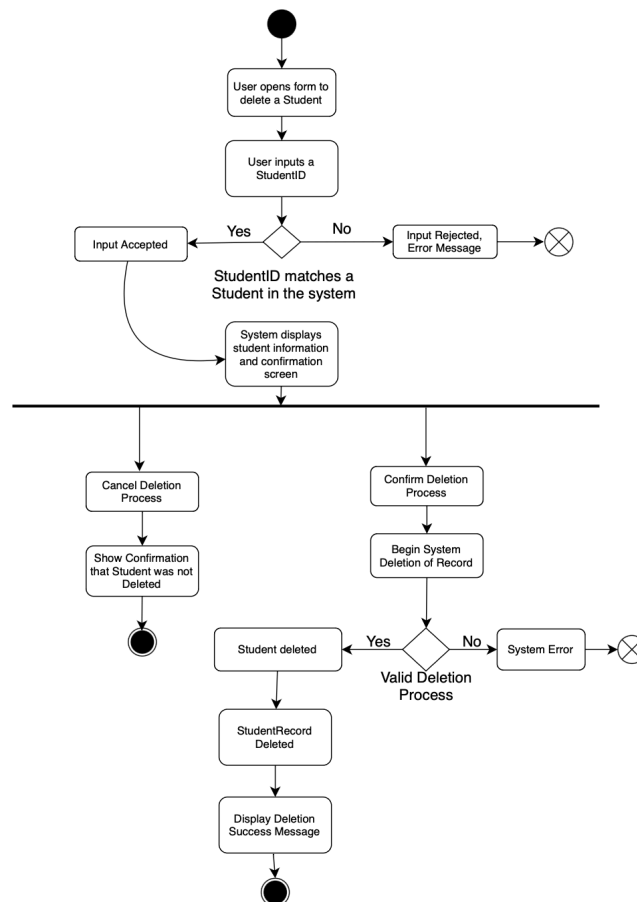 User opens form to
delete a Student
User inputs a
StudentID
Yes
No
Input Accepted
Input Rejected,
Error Message
StudentID matches a
Student in the system
System displays
student information
and confirmation
screen
Cancel Deletion
Process
Confirm Deletion
Process
Show Confirmation
that Student was not
Deleted
Begin System
Deletion of Record
Student deleted
Yes
No
System Error
Valid Deletion
Process
StudentRecord
Deleted
Display Deletion
Success Message